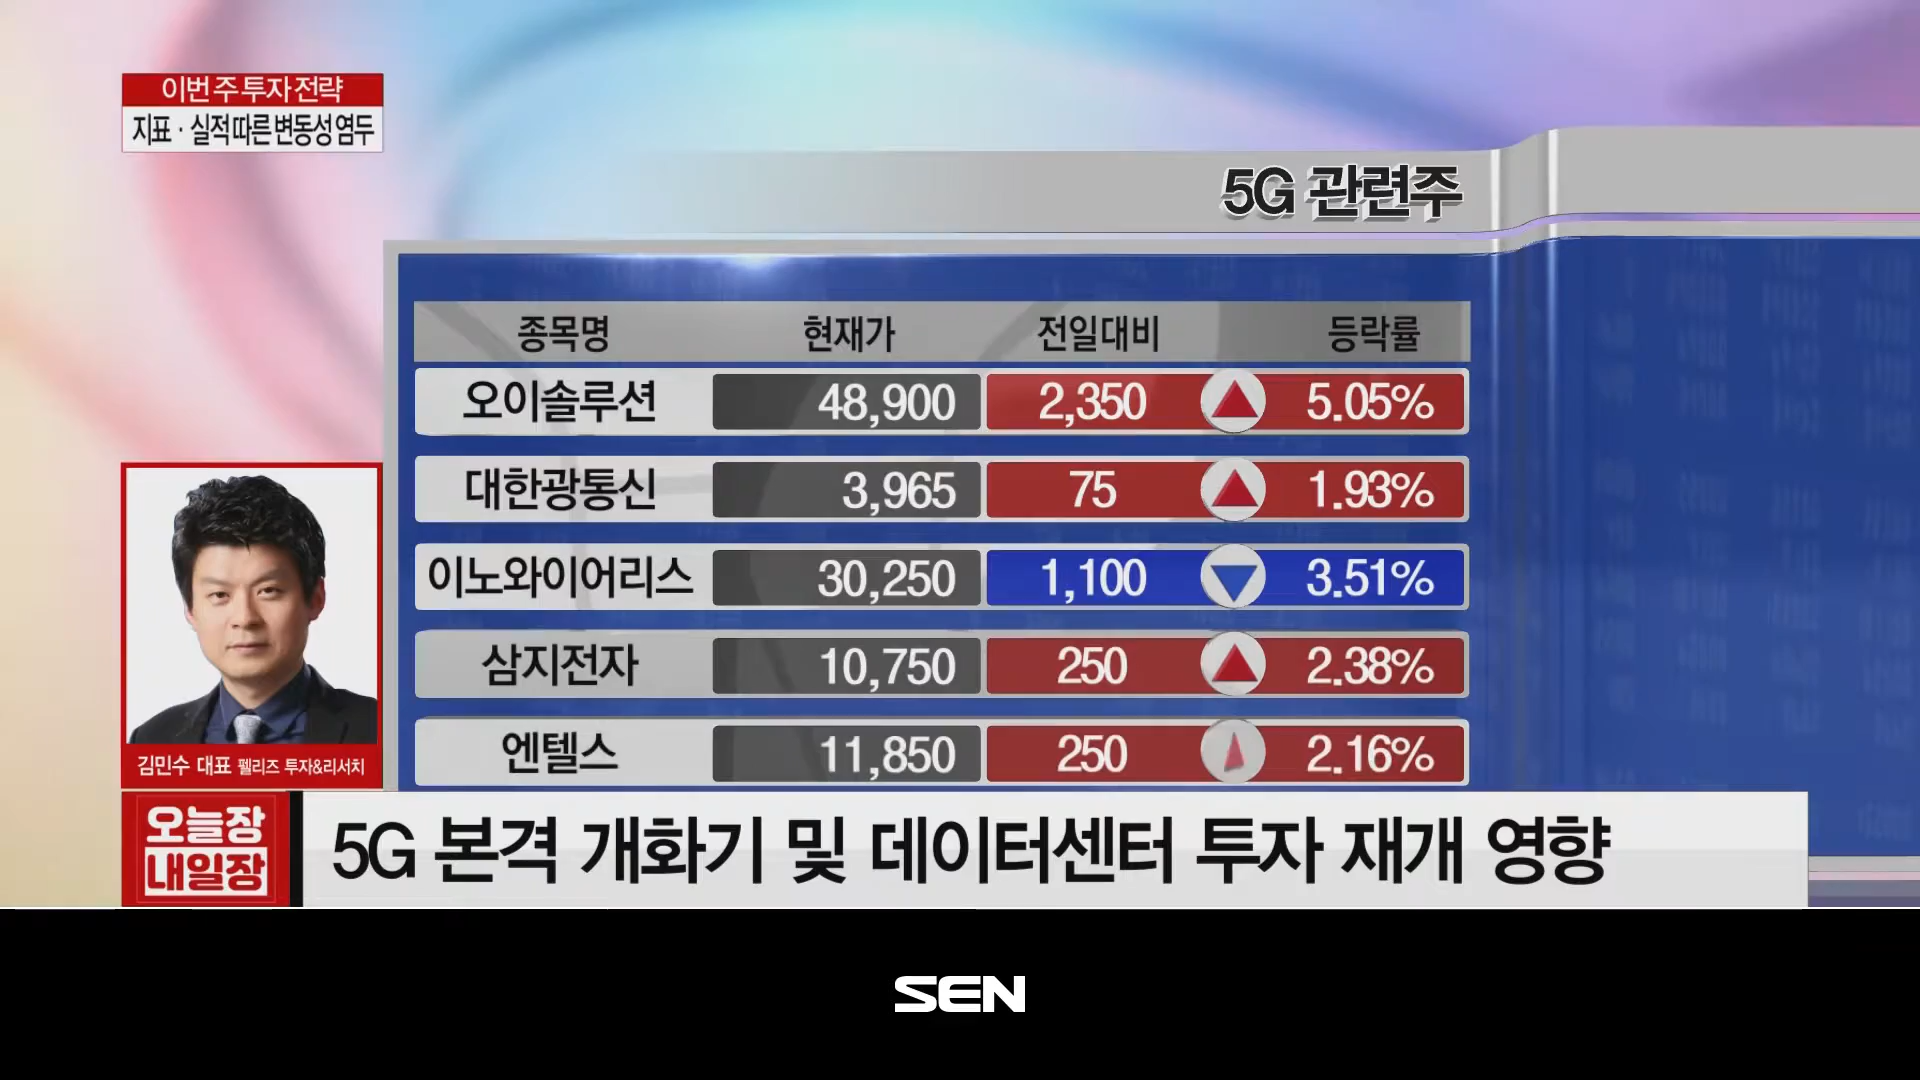 이번 주 투자 전략
지표·실적 따른 변동성 염두
5G 관련주
종목명 현재가 전일대비 등락률
오이솔루션 48,900 2,350 ▲ 5.05%
대한광통신 3,965 75 ▲ 1.93%
이노와이어리스 30,250 1,100 ▼ 3.51%
삼지전자 10,750 250 ▲ 2.38%
엔텔스 11,850 250 ▲ 2.16%
김민수 대표 펠리즈 투자&리서치
오늘장
내일장
5G 본격 개화기 및 데이터센터 투자 재개 영향
SEN